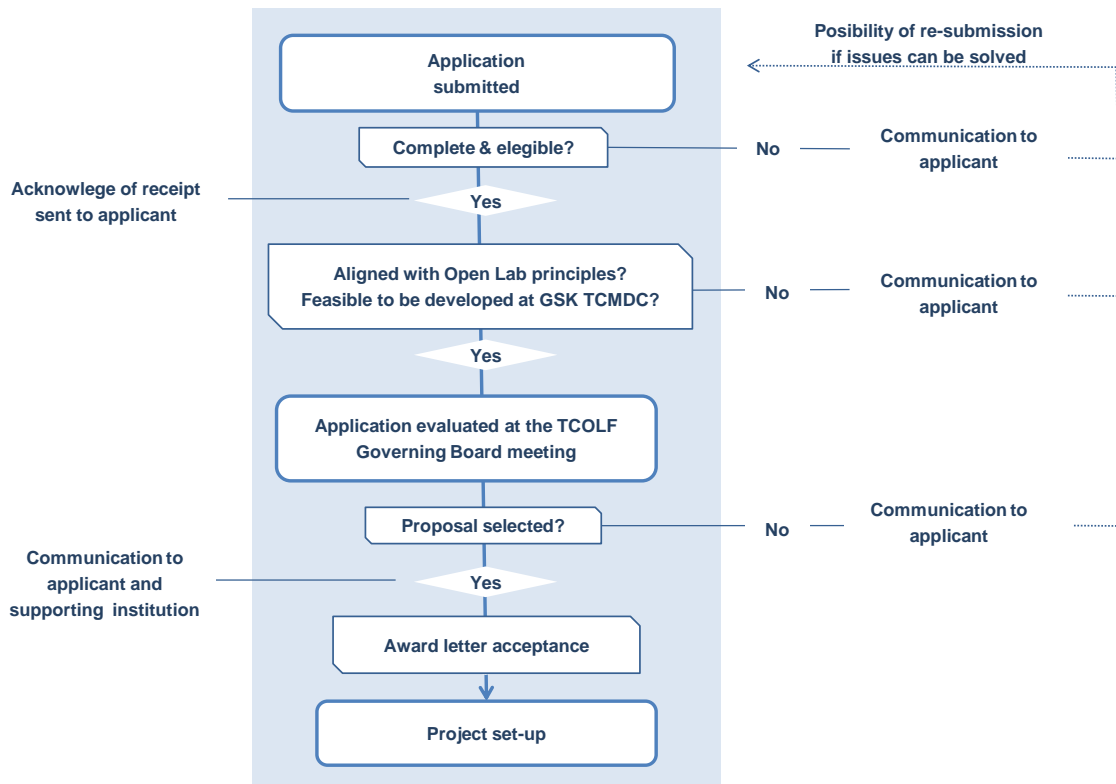 Posibility of re-submission
if issues can be solved
Application
submitted
Complete & elegible?
No
Communication to
applicant
Acknowlege of receipt
sent to applicant
Yes
Aligned with Open Lab principles?
Feasible to be developed at GSK TCMDC?
No
Communication to
applicant
Yes
Application evaluated at the TCOLF
Governing Board meeting
Proposal selected?
No
Communication to
applicant
Communication to
applicant and
supporting institution
Yes
Award letter acceptance
Project set-up